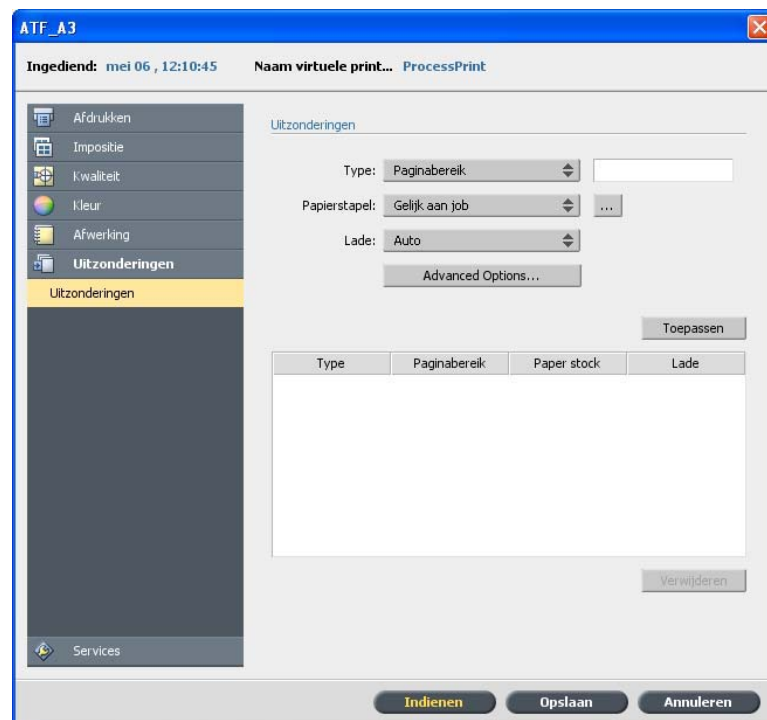 ATF_A3
Ingediend: mei 06 , 12:10:45 Naam virtuele print... ProcessPrint
Afdrukken
Impositie
Kwaliteit
Kleur
Afwerking
Uitzonderingen
Uitzonderingen
Services
Uitzonderingen
Type: Paginabereik
Papierstapel: Gelijk aan job ...
Lade: Auto
Advanced Options...
Toepassen
Type Paginabereik Paper stock Lade
Verwijderen
Indienen Opslaan Annuleren